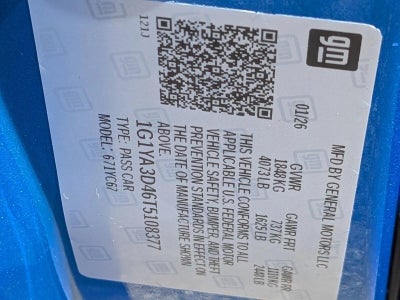 gm
MFD BY GENERAL MOTORS LLC
01/26 GVWR GAWR FRT GAWR RR
1848 KG 737 KG KG
4073 LB 1625 LB 2448 LB
THIS VEHICLE CONFORMS TO ALL
APPLICABLE U.S. FEDERAL MOTOR
VEHICLE SAFETY, BUMPER, AND THEFT
PREVENTION STANDARDS IN EFFECT ON
THE DATE OF MANUFACTURE SHOWN
ABOVE.
1G1YA3D46T5108377
TYPE: PASS CAR
MODEL: 671YC67
121J